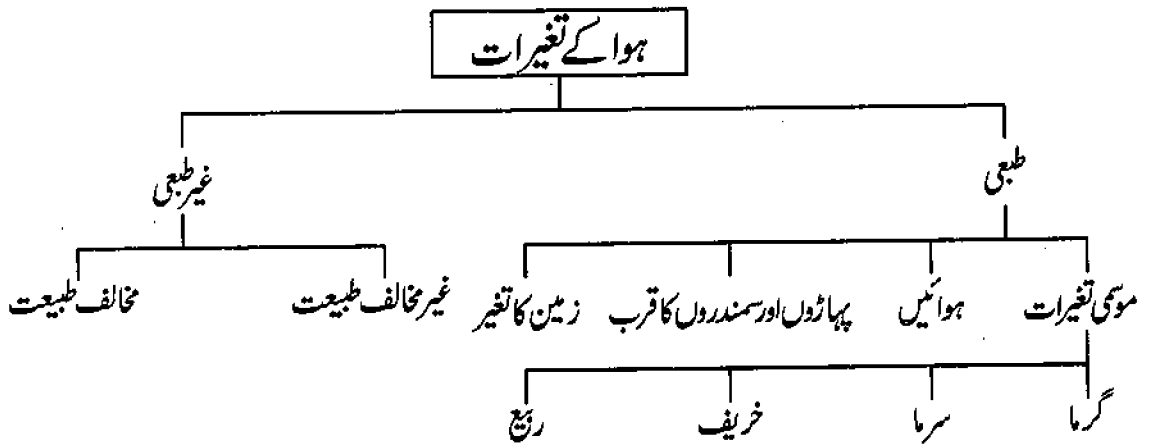 ہوا کے تغیرات
طبعی غیر طبعی
موسمی تغیرات ہوائیں پہاڑوں اور سمندروں کا قرب زمین کا تغیر غیر مخالف طبیعت مخالف طبیعت
گرما سرما خریف ربیع